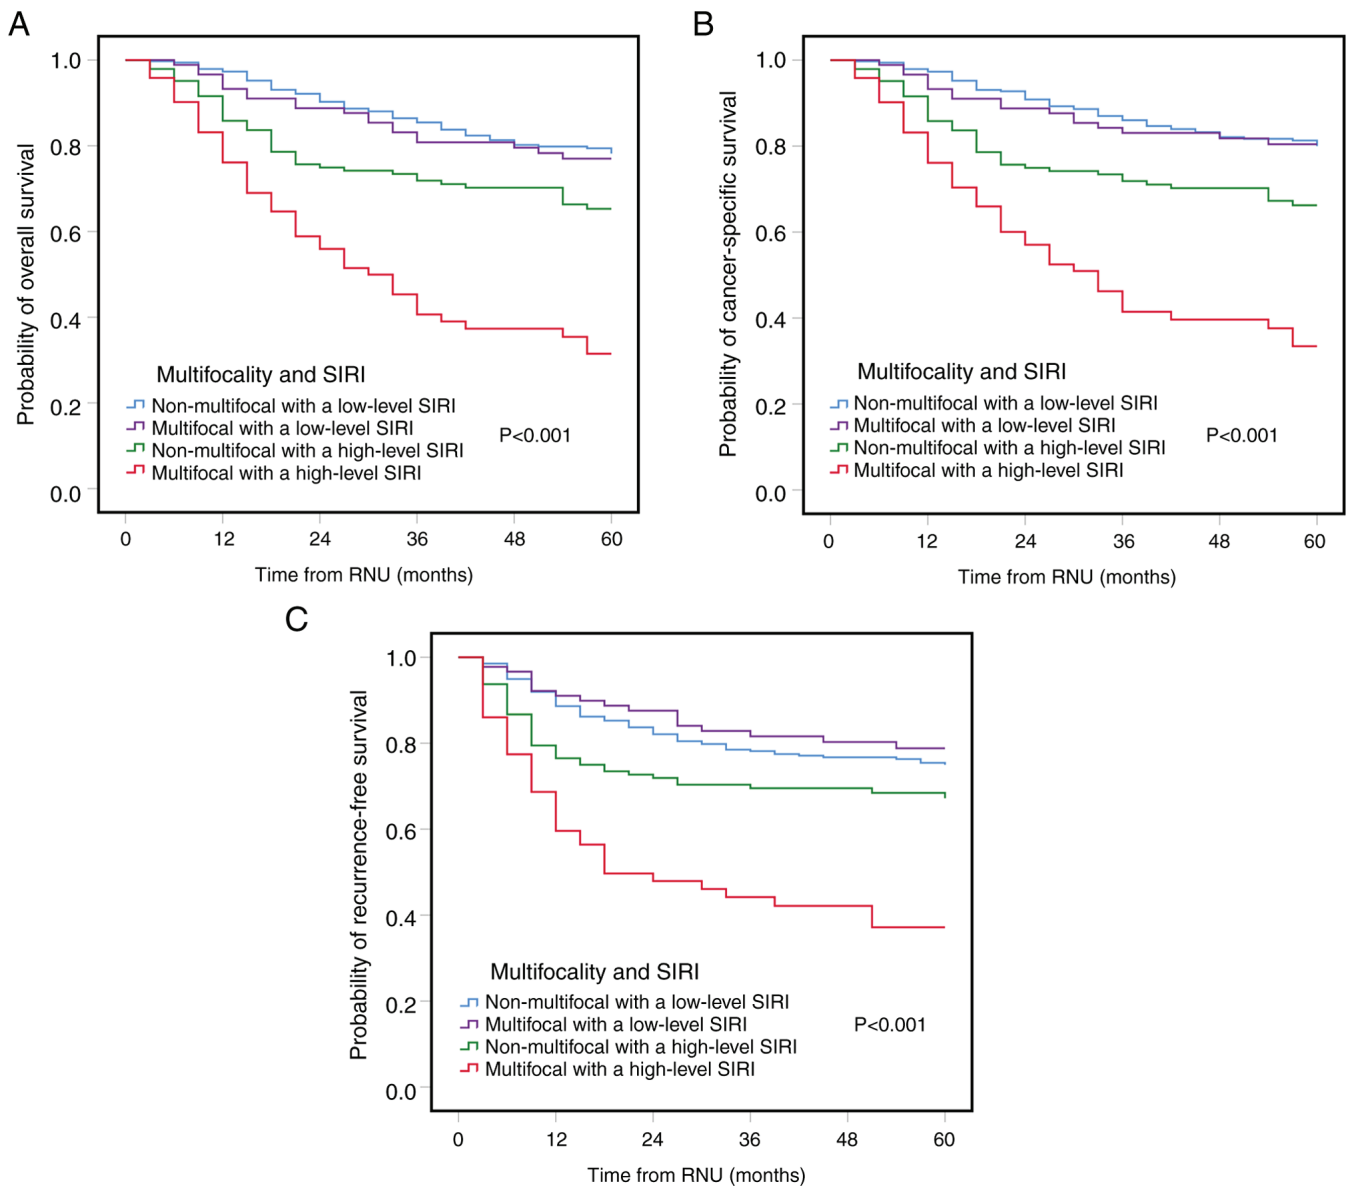 A
Probability of overall survival
1.0
0.8
0.6
0.4
0.2
0.0
Multifocality and SIRI
Non-multifocal with a low-level SIRI
Multifocal with a low-level SIRI
Non-multifocal with a high-level SIRI
Multifocal with a high-level SIRI
P<0.001
0 12 24 36 48 60
Time from RNU (months)
B
Probability of cancer-specific survival
1.0
0.8
0.6
0.4
0.2
0.0
Multifocality and SIRI
Non-multifocal with a low-level SIRI
Multifocal with a low-level SIRI
Non-multifocal with a high-level SIRI
Multifocal with a high-level SIRI
P<0.001
0 12 24 36 48 60
Time from RNU (months)
C
Probability of recurrence-free survival
1.0
0.8
0.6
0.4
0.2
0.0
Multifocality and SIRI
Non-multifocal with a low-level SIRI
Multifocal with a low-level SIRI
Non-multifocal with a high-level SIRI
Multifocal with a high-level SIRI
P<0.001
0 12 24 36 48 60
Time from RNU (months)